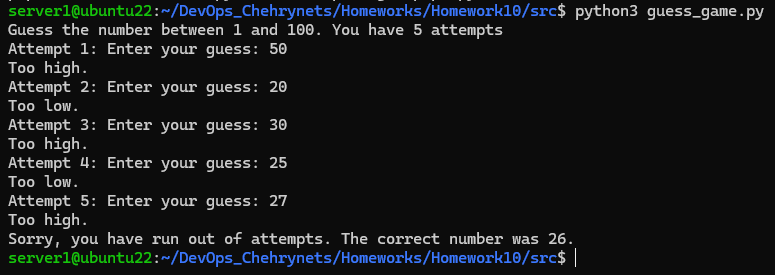 server1@ubuntu22:~/DevOps_Chehrynets/Homeworks/Homework10/src$ python3 guess_game.py
Guess the number between 1 and 100. You have 5 attempts
Attempt 1: Enter your guess: 50
Too high.
Attempt 2: Enter your guess: 20
Too low.
Attempt 3: Enter your guess: 30
Too high.
Attempt 4: Enter your guess: 25
Too low.
Attempt 5: Enter your guess: 27
Too high.
Sorry, you have run out of attempts. The correct number was 26.
server1@ubuntu22:~/DevOps_Chehrynets/Homeworks/Homework10/src$